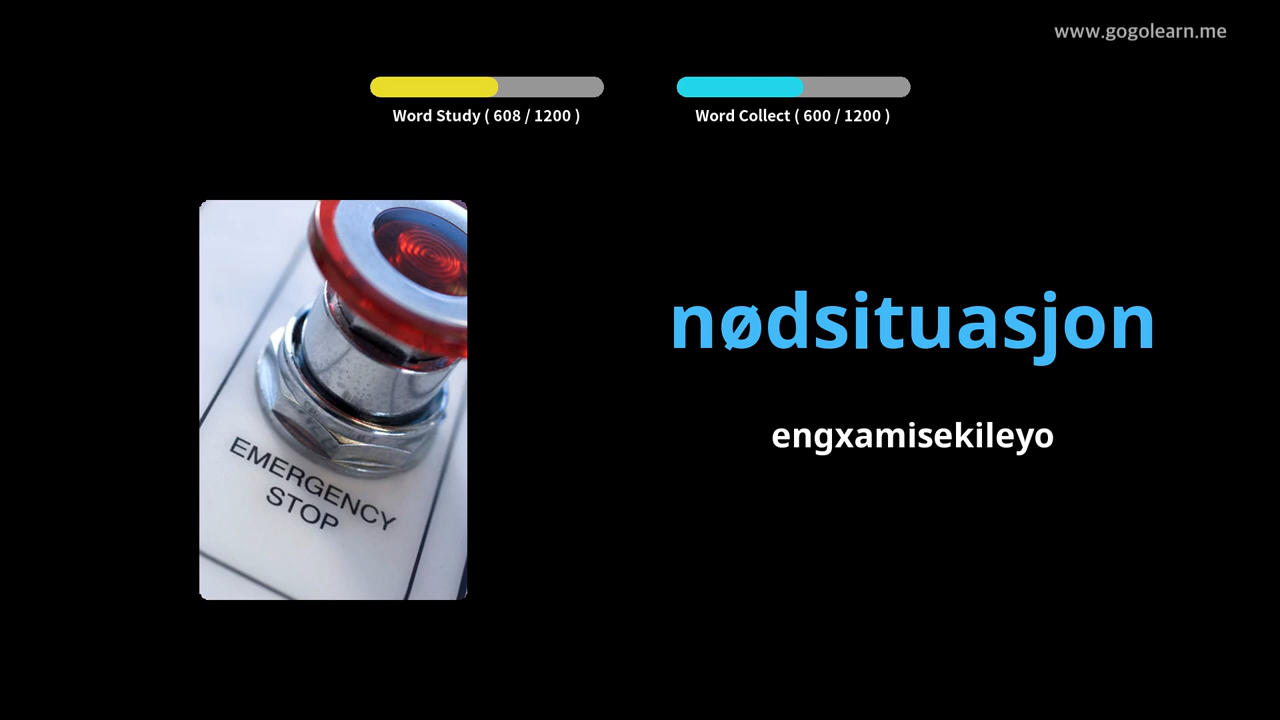 www.gogolearn.me
Word Study ( 608 / 1200 )
Word Collect ( 600 / 1200 )
EMERGENCY
STOP
nødsituasjon
engxamisekileyo